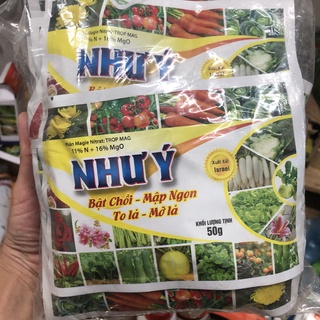 Phân Magie Nitrat: TROP MAG
11% N + 16% MgO
NHƯ Ý
Xuất xứ:
Israel
Bật Chồi - Mập Ngọn
To lá - Mỡ lá
KHỐI LƯỢNG TỊNH
50g